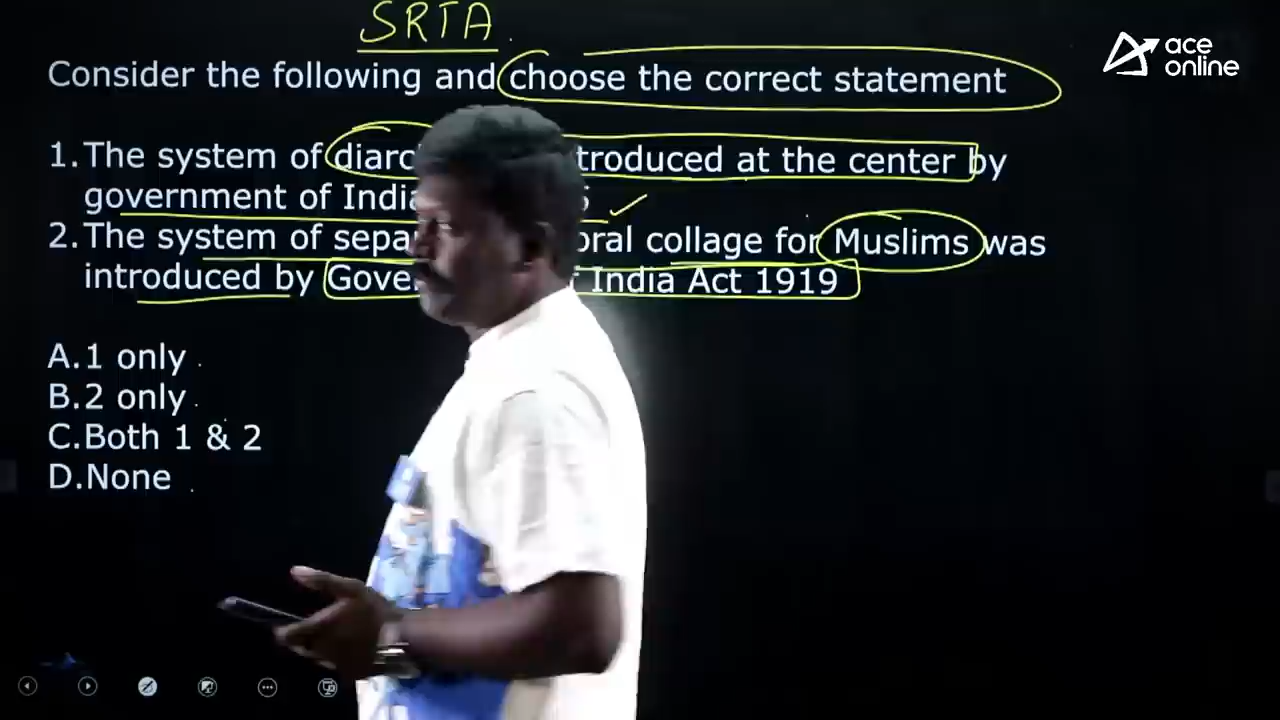 SRTA
ace
online
Consider the following and choose the correct statement
1.The system of diarc troduced at the center by
government of India 5
2.The system of sepa oral collage for Muslims was
introduced by Gove f India Act 1919
A.1 only
B.2 only
C.Both 1 & 2
D.None